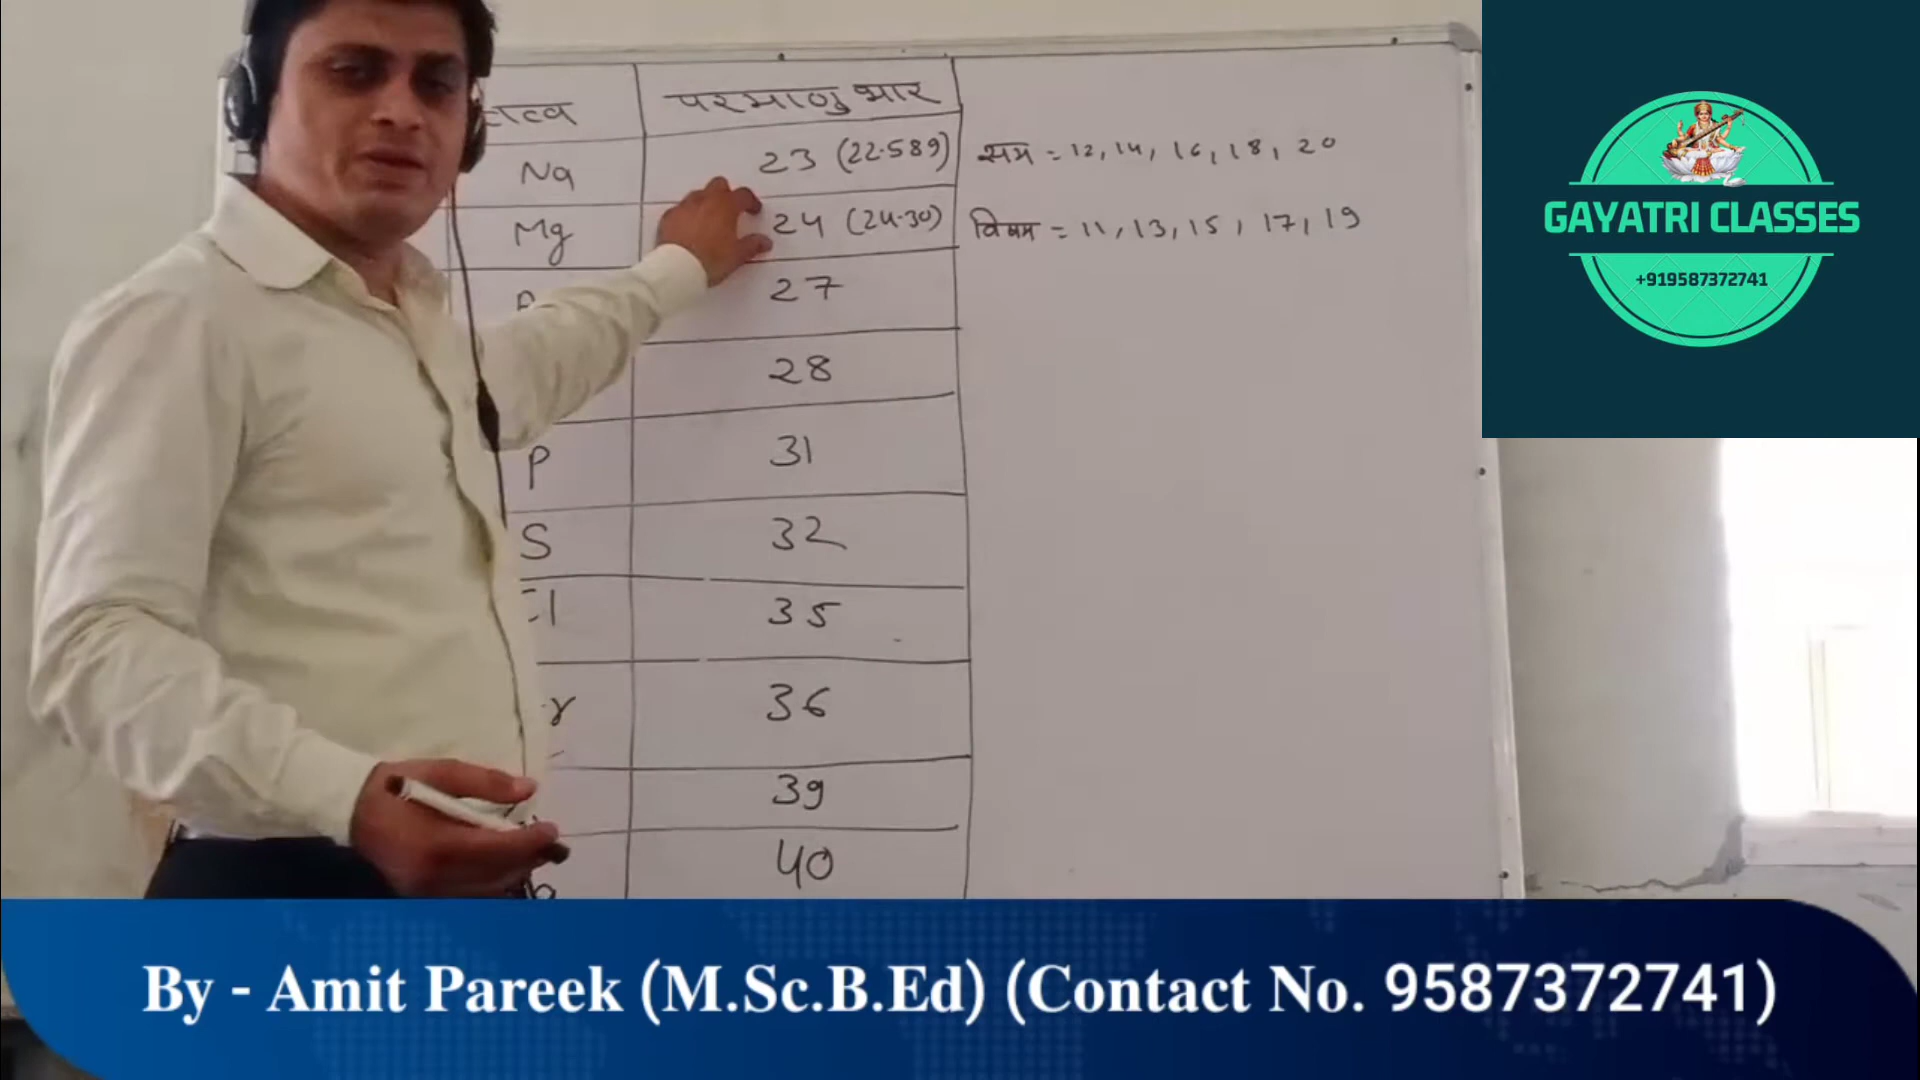 तत्व परमाणु भार
Na 23 (22.589) सम = 12, 14, 16, 18, 20
Mg 24 (24.30) विषम = 11, 13, 15, 17, 19
27
28
P 31
S 32
35
36
39
40
GAYATRI CLASSES
+919587372741
By - Amit Pareek (M.Sc.B.Ed) (Contact No. 9587372741)